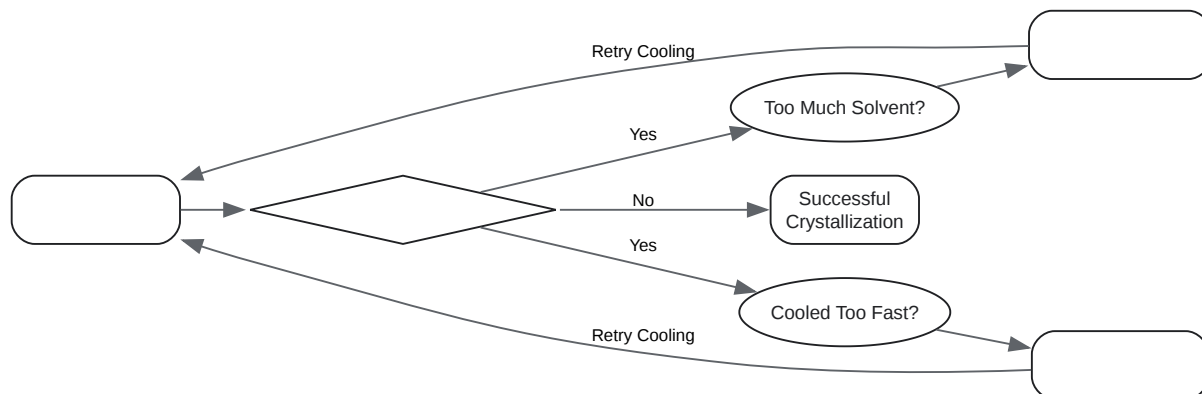 Retry Cooling
Too Much Solvent?
Yes
No
Successful
Crystallization
Yes
Cooled Too Fast?
Retry Cooling